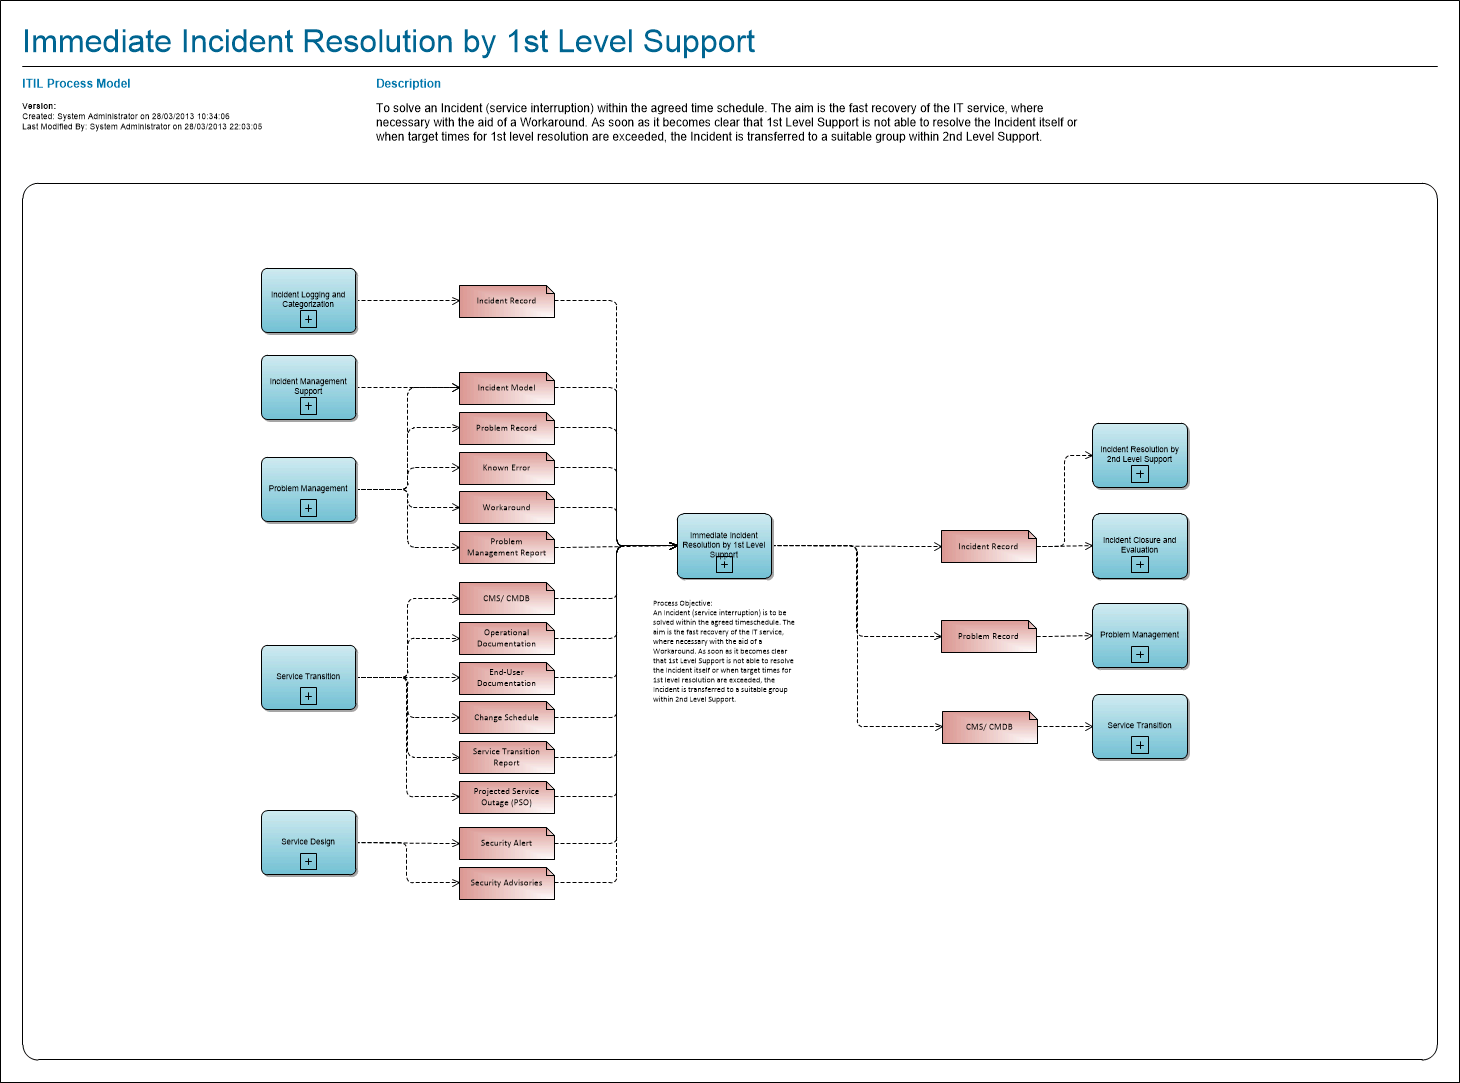 Immediate Incident Resolution by 1st Level Support
ITIL Process Model
Version:
Created: System Administrator on 28/03/2013 10:34:06
Last Modified By: System Administrator on 28/03/2013 22:03:05
Description
To solve an Incident (service interruption) within the agreed time schedule. The aim is the fast recovery of the IT service, where
necessary with the aid of a Workaround. As soon as it becomes clear that 1st Level Support is not able to resolve the Incident itself or
when target times for 1st level resolution are exceeded, the Incident is transferred to a suitable group within 2nd Level Support.
Incident Logging and
Categorization
Incident Management
Support
Problem Management
Service Transition
Service Design
Incident Record
Incident Model
Problem Record
Known Error
Workaround
Problem
Management Report
CMS/ CMDB
Operational
Documentation
End-User
Documentation
Change Schedule
Service Transition
Report
Projected Service
Outage (PSO)
Security Alert
Security Advisories
Immediate Incident
Resolution by 1st Level
Support
Process Objective:
An Incident (service interruption) is to be
solved within the agreed timeschedule. The
aim is the fast recovery of the IT service,
where necessary with the aid of a
Workaround. As soon as it becomes clear
that 1st Level Support is not able to resolve
the Incident itself or when target times for
1st level resolution are exceeded, the
Incident is transferred to a suitable group
within 2nd Level Support.
Incident Record
Problem Record
CMS/ CMDB
Incident Resolution by
2nd Level Support
Incident Closure and
Evaluation
Problem Management
Service Transition